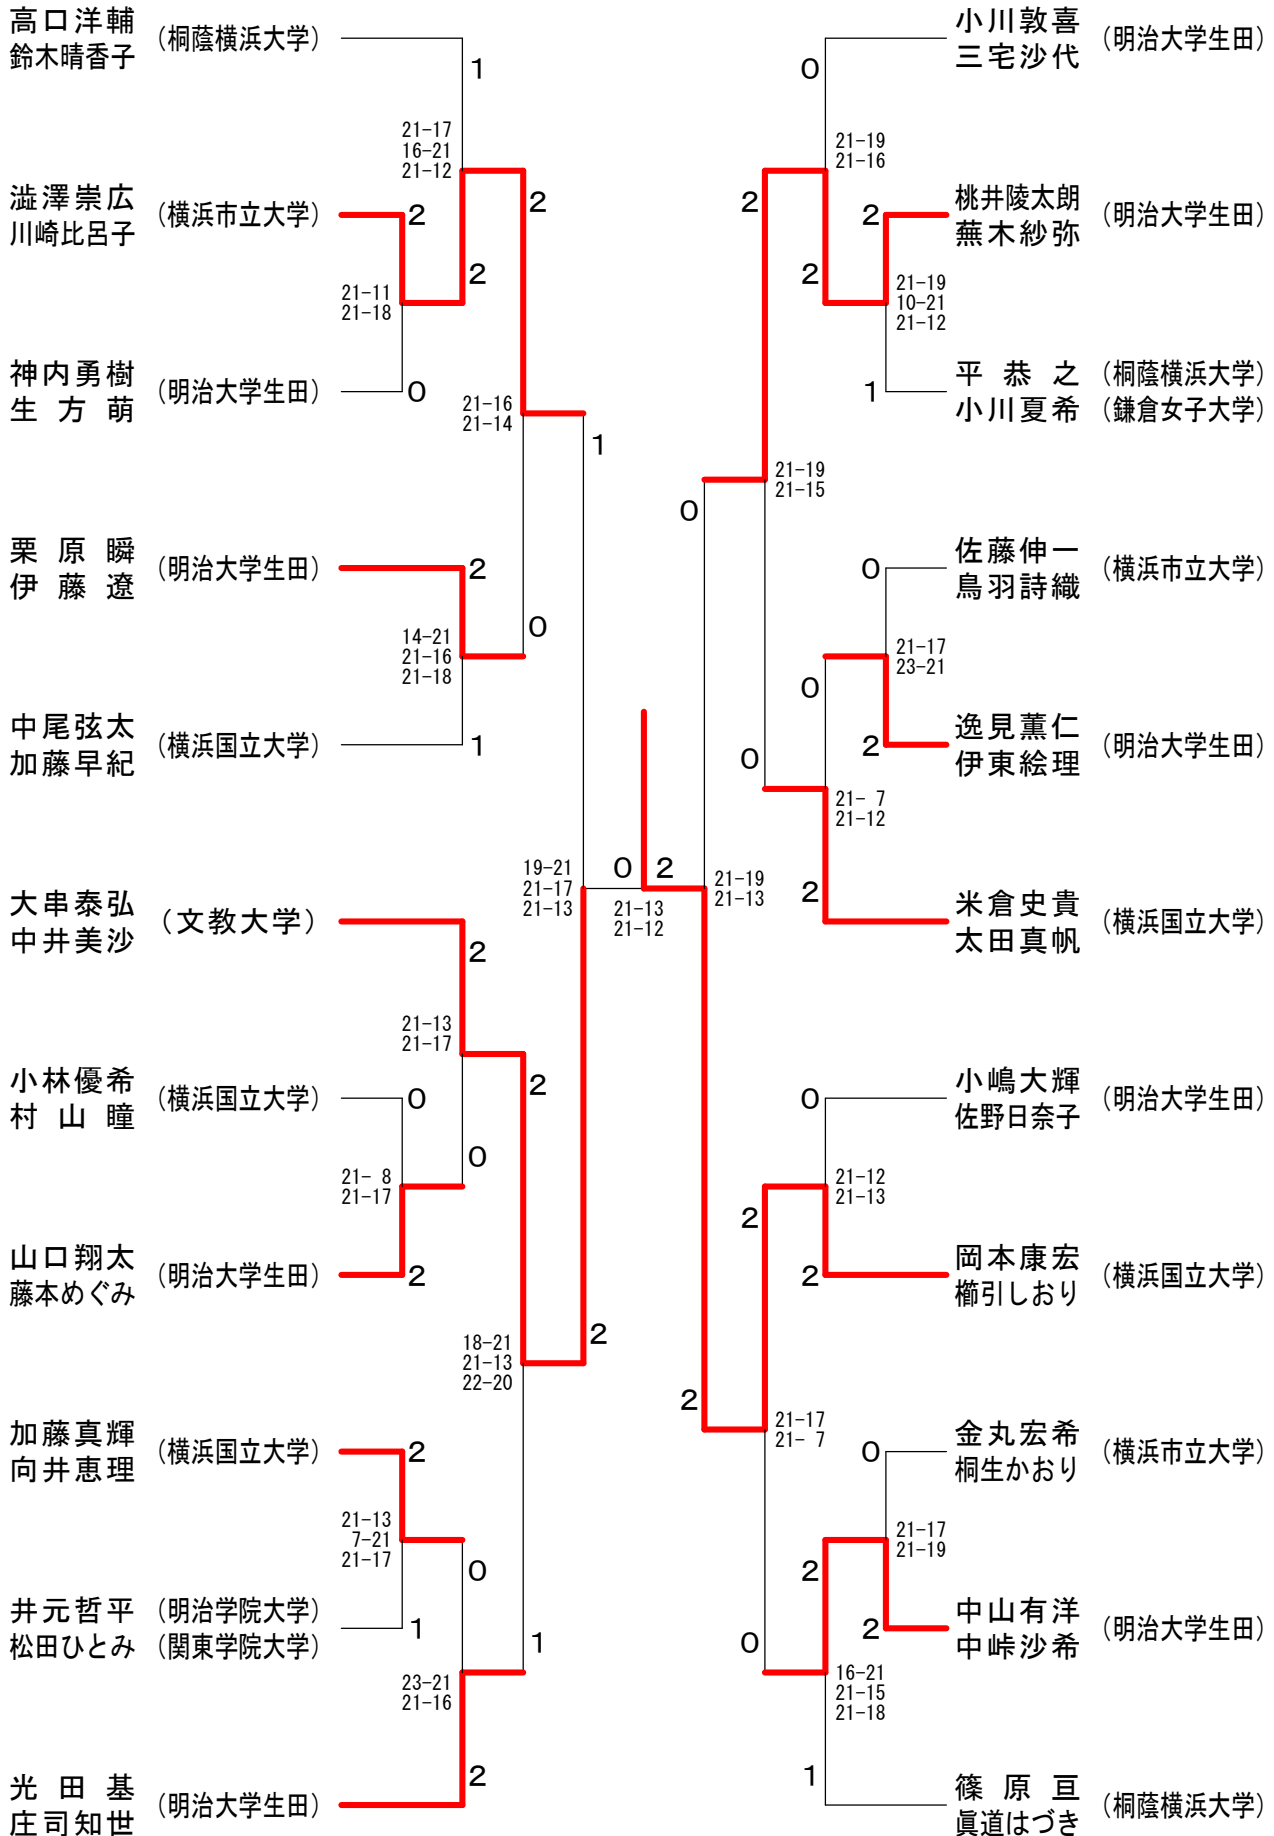 高口洋輔
鈴木晴香子
(桐蔭横浜大学)
1
21-17
16-21
21-12
澁澤崇広
川崎比呂子
(横浜市立大学)
2
2
2
21-11
21-18
神内勇樹
生方萌
(明治大学生田)
0
21-16
21-14
1
栗原瞬
伊藤遼
(明治大学生田)
2
0
14-21
21-16
21-18
中尾弦太
加藤早紀
(横浜国立大学)
1
19-21
21-17
21-13
大串泰弘
中井美沙
(文教大学)
2
21-13
21-17
2
小林優希
村山瞳
(横浜国立大学)
0
0
21- 8
21-17
山口翔太
藤本めぐみ
(明治大学生田)
2
18-21
21-13
22-20
2
加藤真輝
向井恵理
(横浜国立大学)
2
21-13
7-21
21-17
0
井元哲平
松田ひとみ
(明治学院大学)
(関東学院大学)
1
1
23-21
21-16
光田基
庄司知世
(明治大学生田)
2
0
2
21-13
21-12
小川敦喜
三宅沙代
(明治大学生田)
0
21-19
21-16
2
桃井陵太朗
蕪木紗弥
(明治大学生田)
2
2
21-19
10-21
21-12
平恭之
小川夏希
(桐蔭横浜大学)
(鎌倉女子大学)
1
21-19
21-15
0
佐藤伸一
鳥羽詩織
(横浜市立大学)
0
21-17
23-21
0
逸見薫仁
伊東絵理
(明治大学生田)
2
0
21- 7
21-12
21-19
21-13
米倉史貴
太田真帆
(横浜国立大学)
2
小嶋大輝
佐野日奈子
(明治大学生田)
0
21-12
21-13
2
岡本康宏
櫛引しおり
(横浜国立大学)
2
2
21-17
21- 7
金丸宏希
桐生かおり
(横浜市立大学)
0
21-17
21-19
2
中山有洋
中峠沙希
(明治大学生田)
2
0
16-21
21-15
21-18
篠原亘
眞道はづき
(桐蔭横浜大学)
1